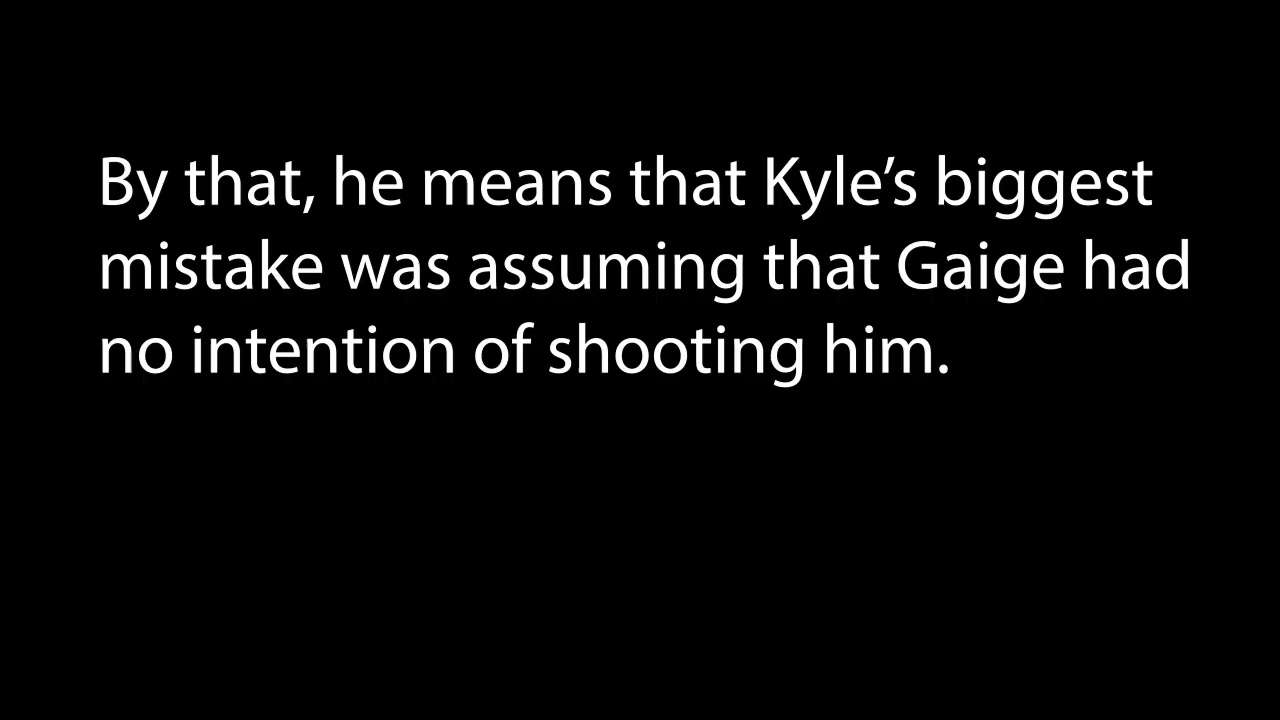 By that, he means that Kyle’s biggest
mistake was assuming that Gaige had
no intention of shooting him.